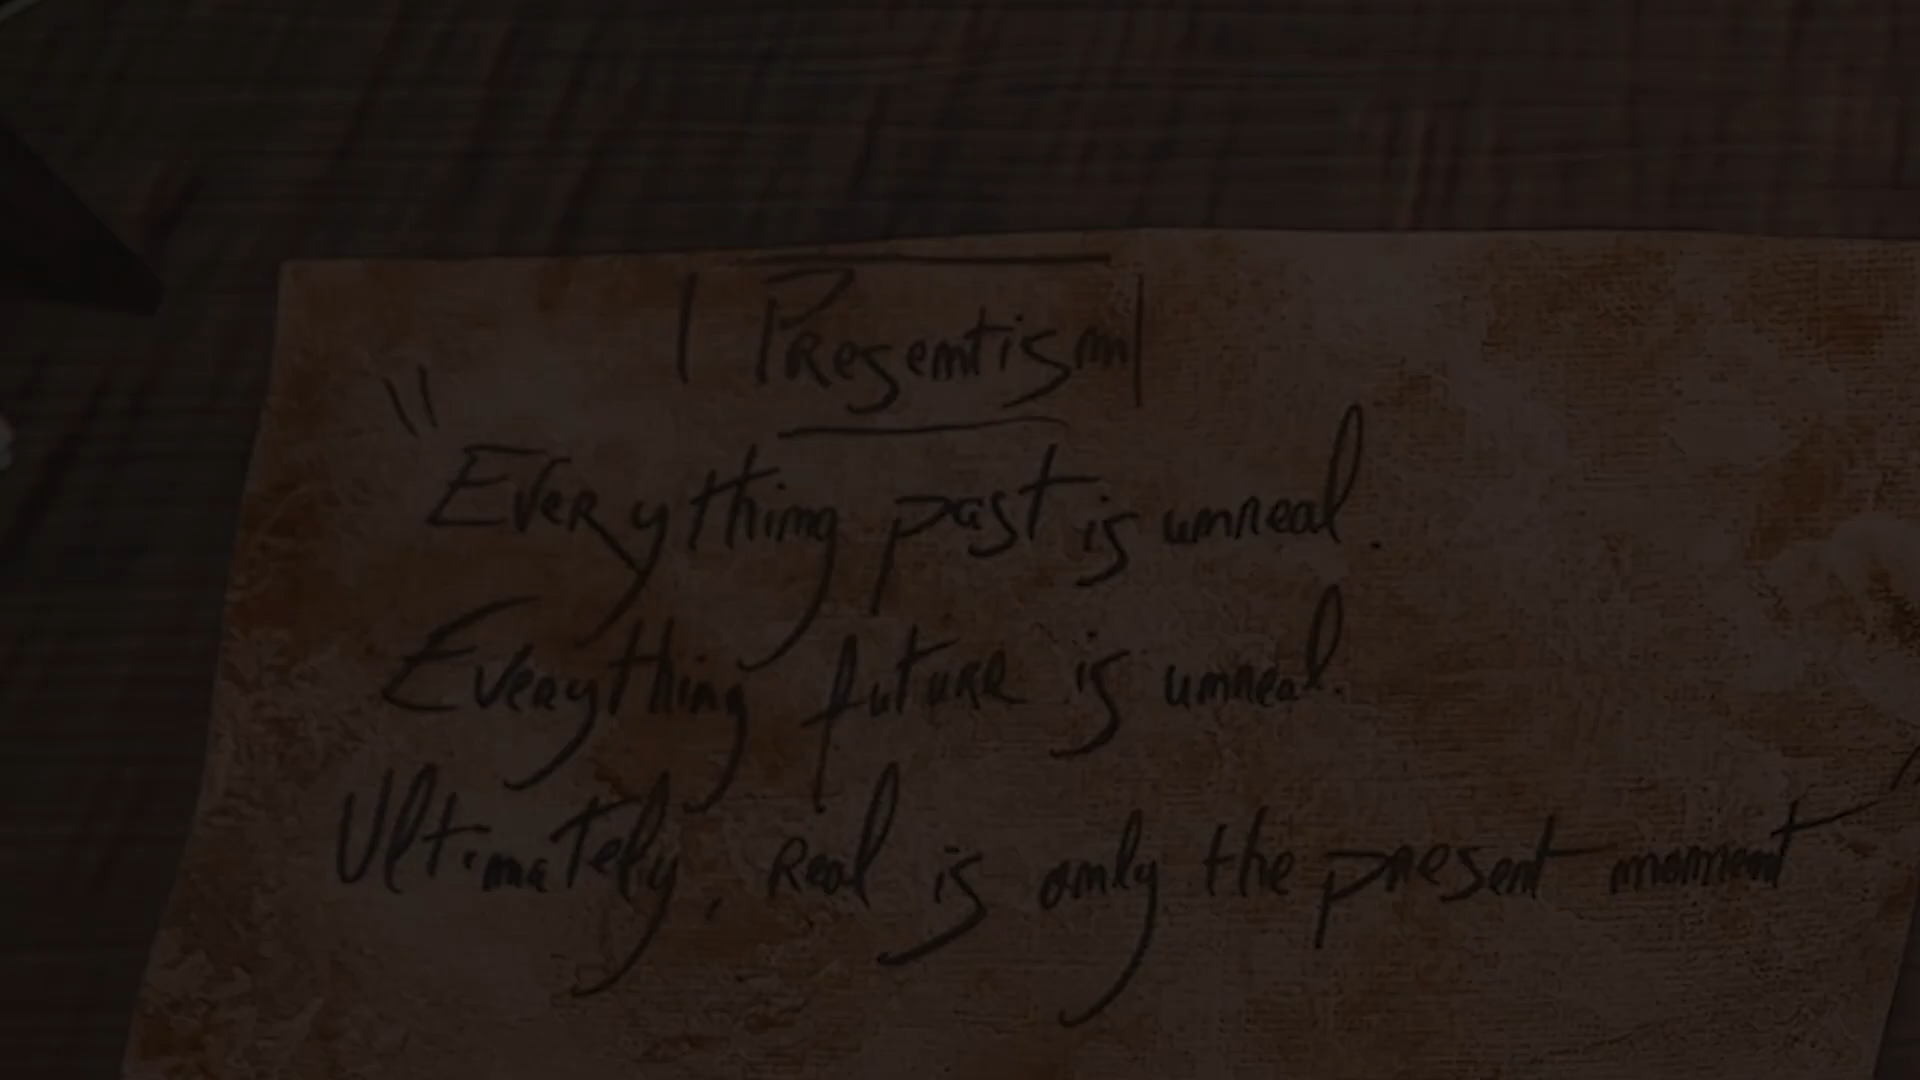 Presentism
"Everything past is unreal.
Everything future is unreal.
Ultimately, Real is only the present moment